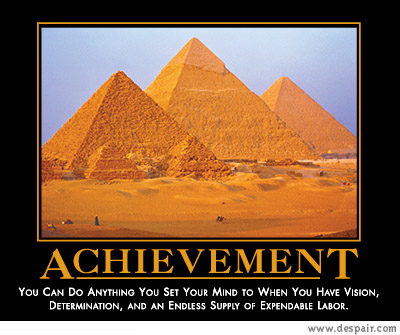 ACHIEVEMENT
YOU CAN DO ANYTHING YOU SET YOUR MIND TO WHEN YOU HAVE VISION,
DETERMINATION, AND AN ENDLESS SUPPLY OF EXPENDABLE LABOR.
www.despair.com